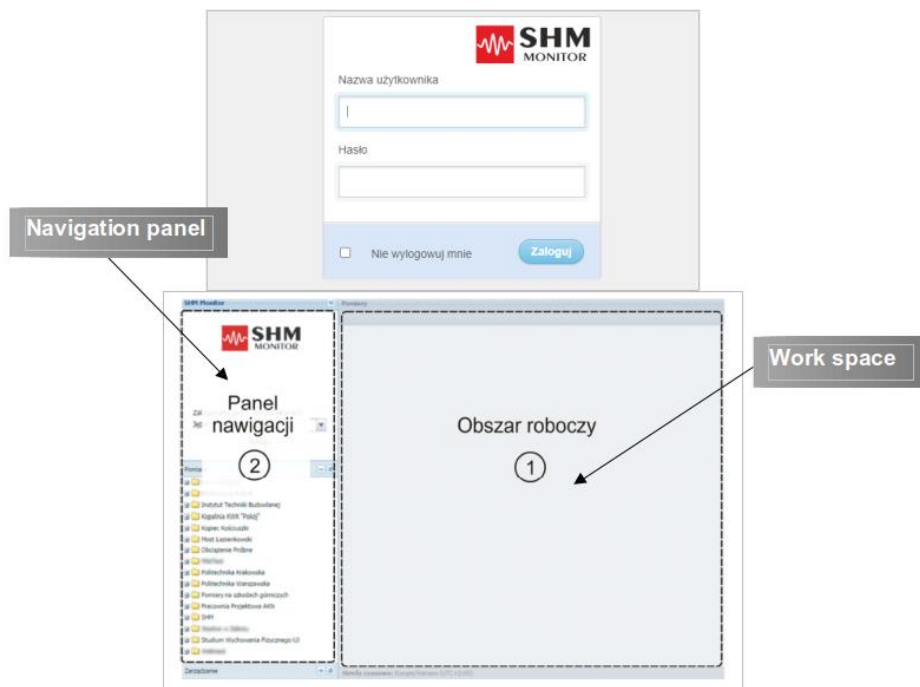 SHM
MONITOR
Nazwa użytkownika
Hasło
Nie wylogowuj mnie
Zaloguj
Navigation panel
SHM Monitor
Pomiary
SHM
MONITOR
Work space
Panel
nawigacji
2
Obszar roboczy
1
Instytut Techniki Budowlanej
Kopalnia KWK "Pokój"
Kopiec Kościuszki
Most Łazienkowski
Obciążenie Próbne
Politechnika Krakowska
Politechnika Warszawska
Pomiary na szkodach górniczych
Pracownia Projektowa
SHM
Studium Wychowania Fizycznego UJ
Zarządzanie